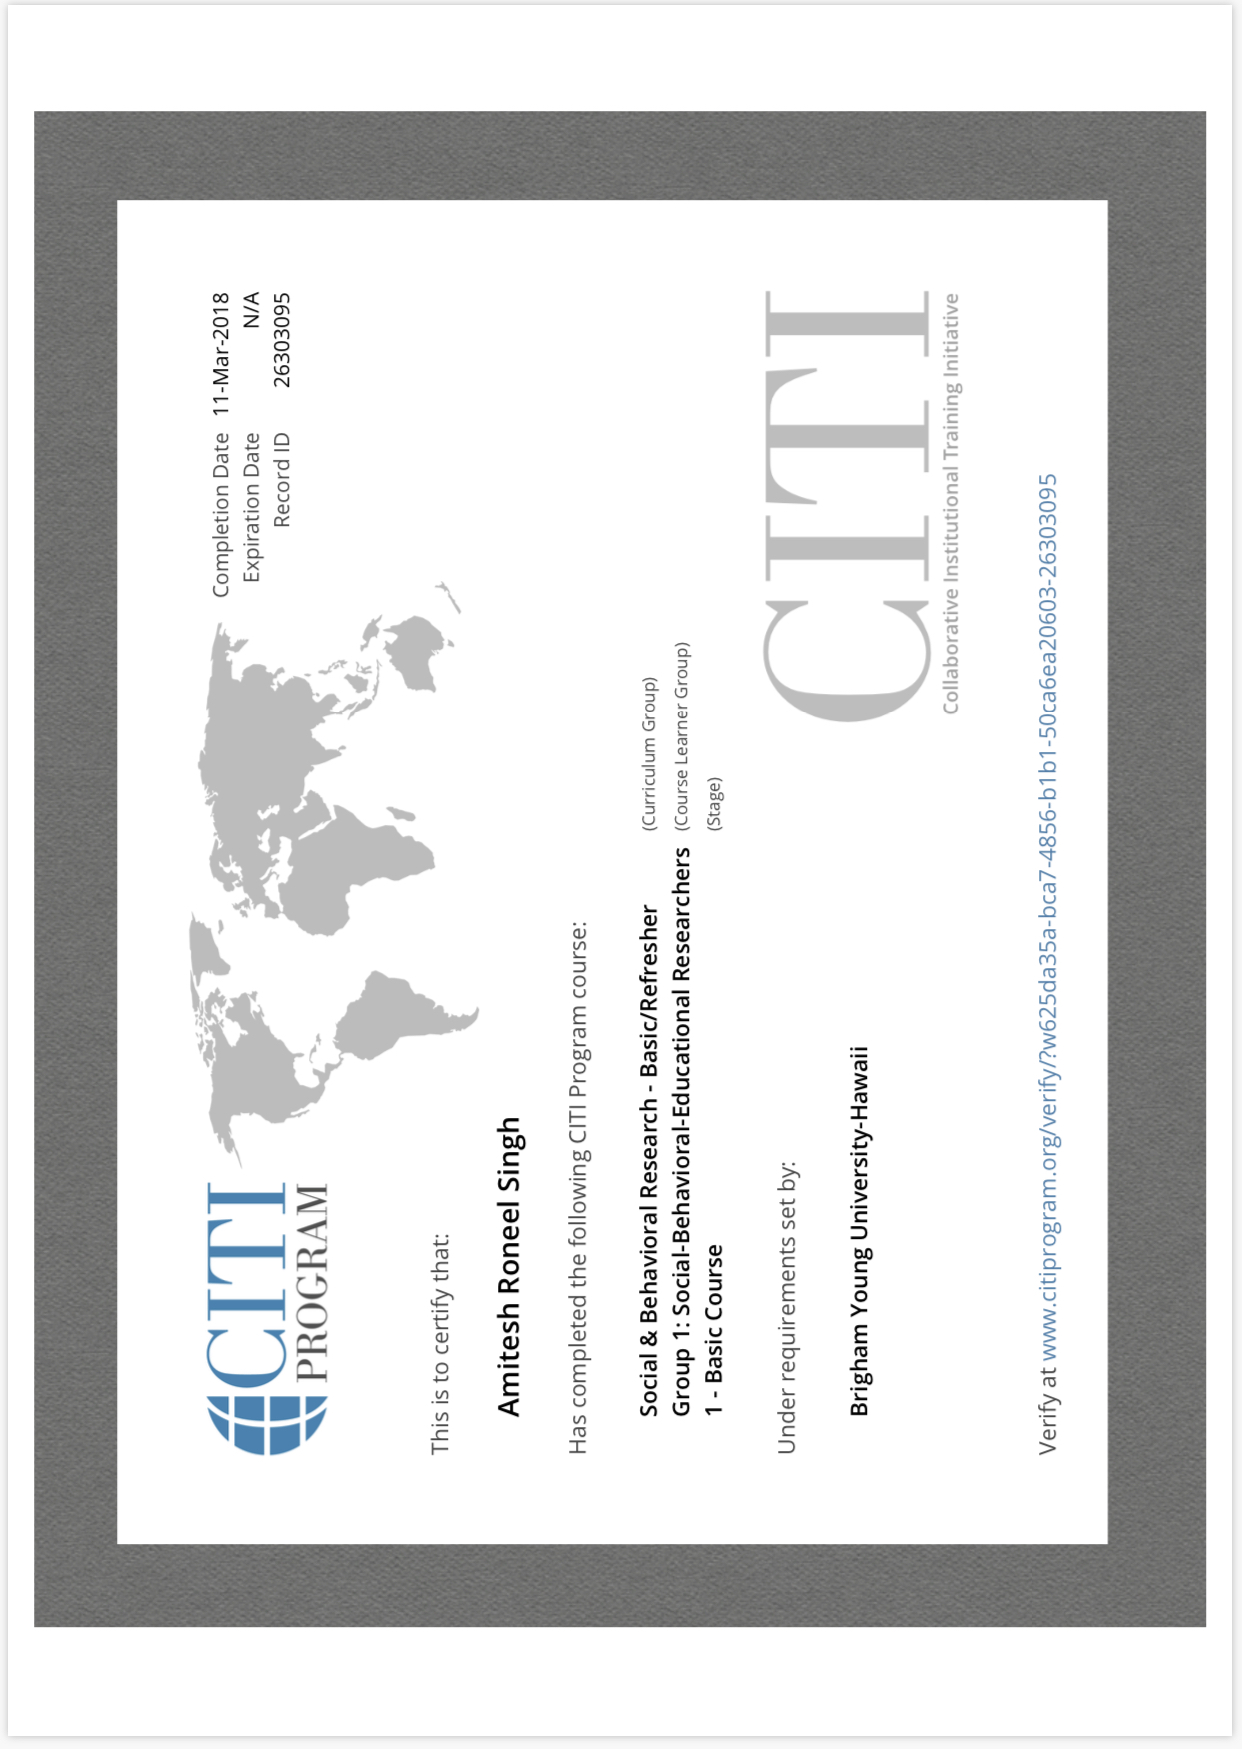 CITI
PROGRAM
Completion Date 11-Mar-2018
Expiration Date N/A
Record ID 26303095
This is to certify that:
Amitesh Roneel Singh
Has completed the following CITI Program course:
Social & Behavioral Research - Basic/Refresher (Curriculum Group)
Group 1: Social-Behavioral-Educational Researchers (Course Learner Group)
1 - Basic Course (Stage)
Under requirements set by:
Brigham Young University-Hawaii
CITI
Collaborative Institutional Training Initiative
Verify at www.citiprogram.org/verify/?w625da35a-bca7-4856-b1b1-50ca6ea20603-26303095